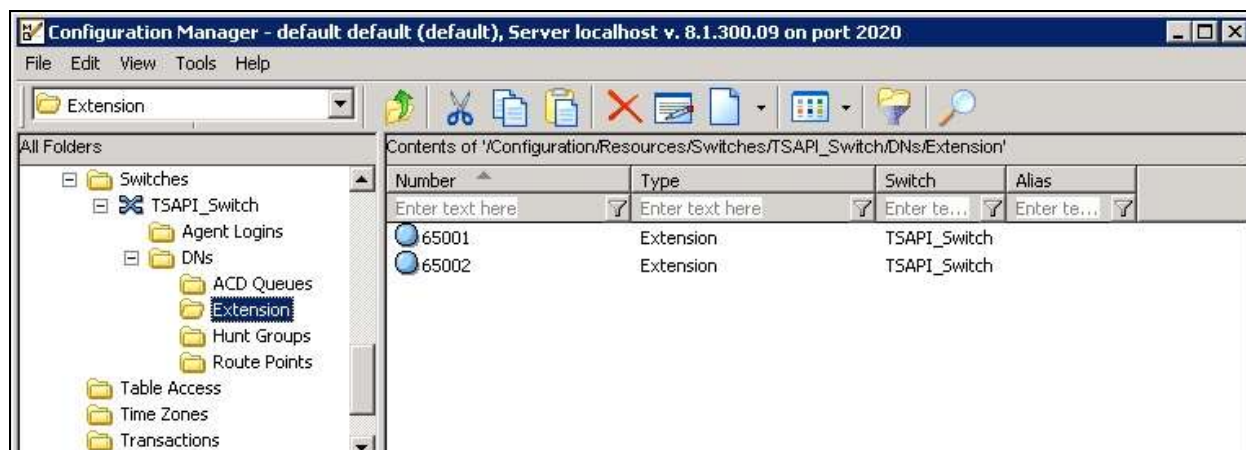 Configuration Manager - default default (default), Server localhost v. 8.1.300.09 on port 2020
File Edit View Tools Help
Extension
All Folders
Contents of '/Configuration/Resources/Switches/TSAPI_Switch/DNs/Extension'
Switches
TSAPI_Switch
Agent Logins
DNs
ACD Queues
Extension
Hunt Groups
Route Points
Table Access
Time Zones
Transactions
Number Type Switch Alias
Enter text here Enter text here Enter te... Enter te...
65001 Extension TSAPI_Switch
65002 Extension TSAPI_Switch